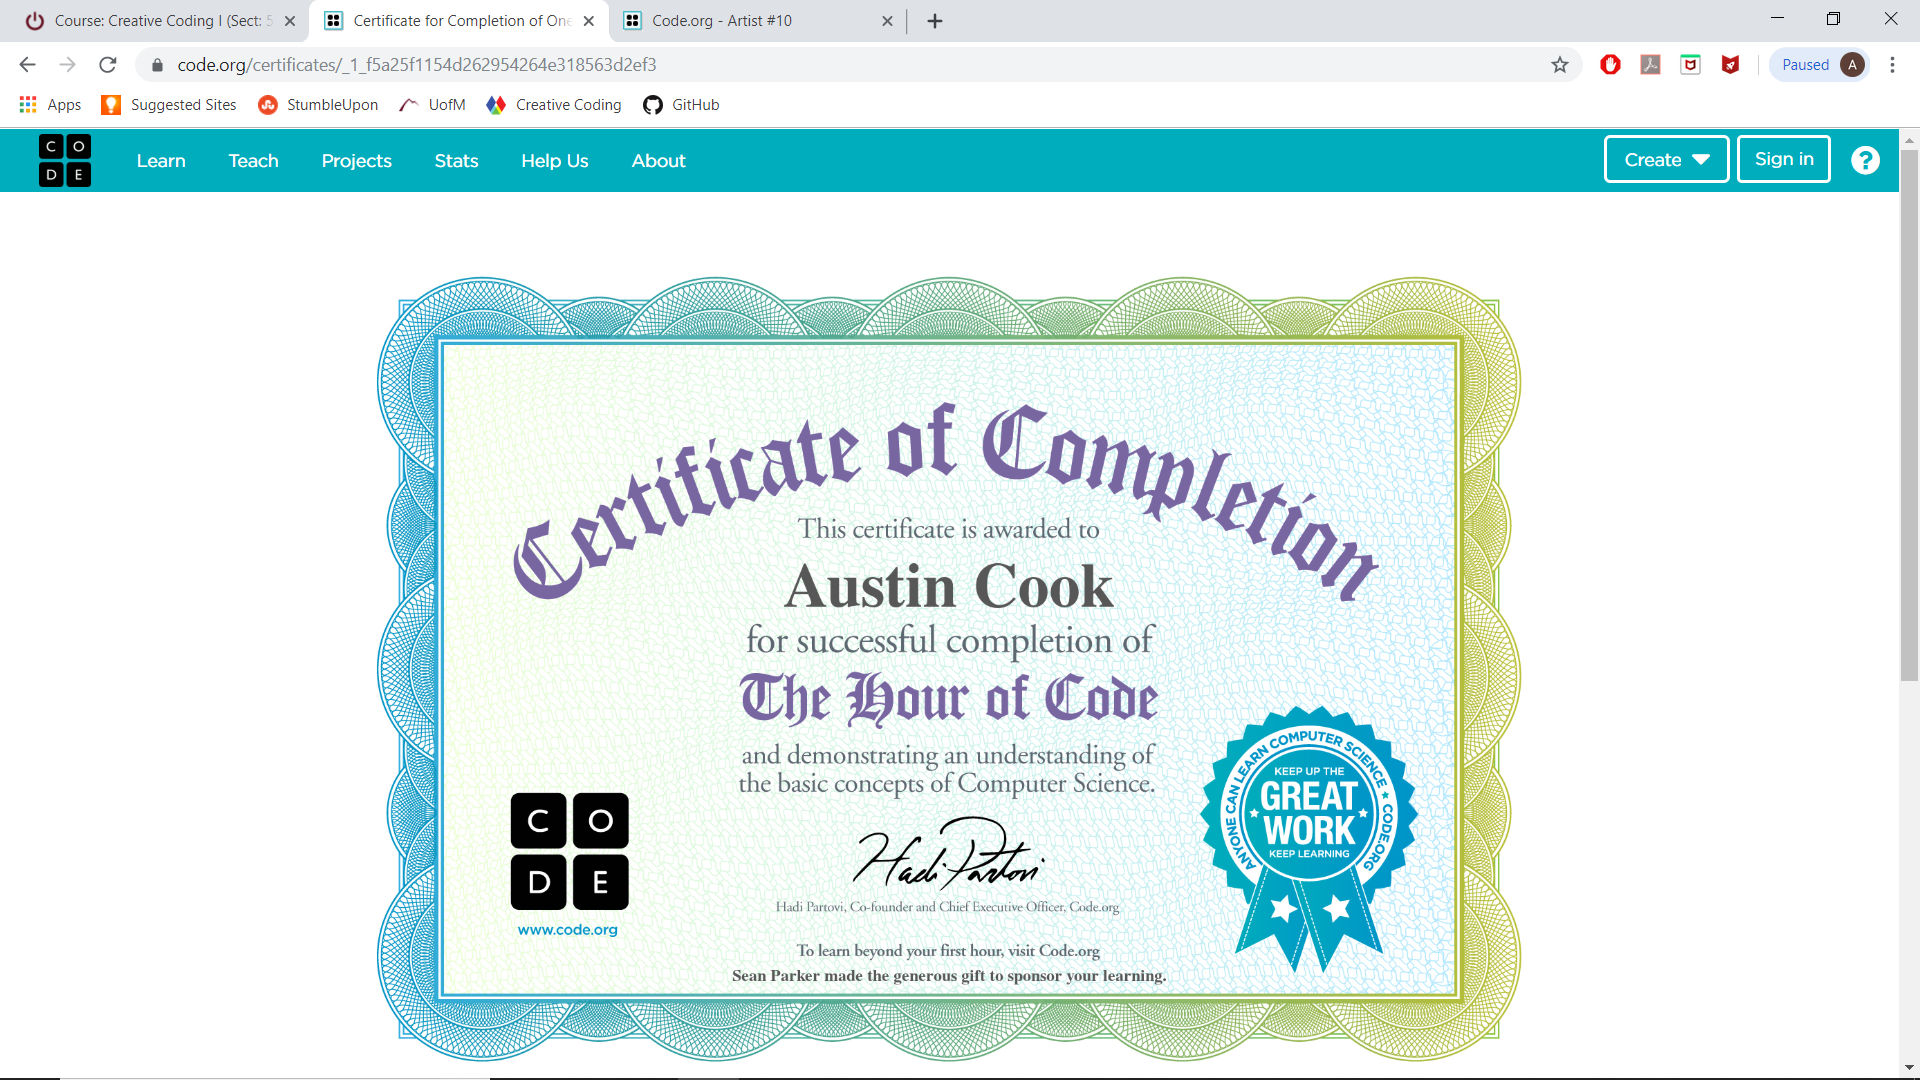 Course: Creative Coding I (Sect: 5
Certificate for Completion of One
Code.org - Artist #10
code.org/certificates/_1_f5a25f1154d262954264e318563d2ef3
Paused
A
Apps
Suggested Sites
StumbleUpon
UofM
Creative Coding
GitHub
C O
D E
Learn
Teach
Projects
Stats
Help Us
About
Create
Sign in
?
Certificate of Completion
This certificate is awarded to
Austin Cook
for successful completion of
The Hour of Code
and demonstrating an understanding of
the basic concepts of Computer Science.
C O
D E
www.code.org
Hadi Partovi
Hadi Partovi, Co-founder and Chief Executive Officer, Code.org
To learn beyond your first hour, visit Code.org
Sean Parker made the generous gift to sponsor your learning.
ANYONE CAN LEARN COMPUTER SCIENCE ★ CODE.ORG
KEEP UP THE
GREAT
WORK
KEEP LEARNING